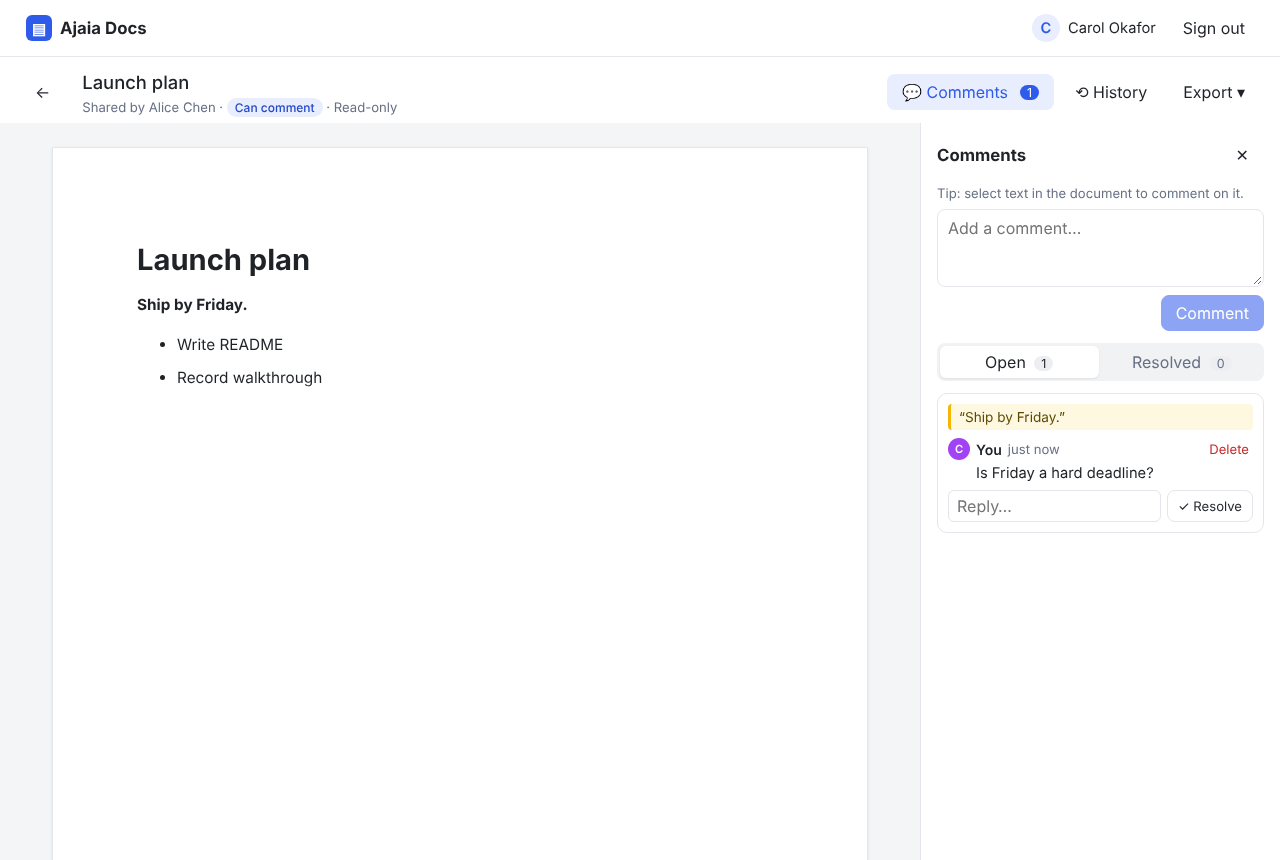 Ajaia Docs
C Carol Okafor Sign out
← Launch plan
Shared by Alice Chen · Can comment · Read-only
💬 Comments 1 ⟲ History Export ▾
Launch plan
Ship by Friday.
• Write README
• Record walkthrough
Comments ✕
Tip: select text in the document to comment on it.
Add a comment...
Comment
Open 1 Resolved 0
“Ship by Friday.”
C You just now Delete
Is Friday a hard deadline?
Reply... ✓ Resolve